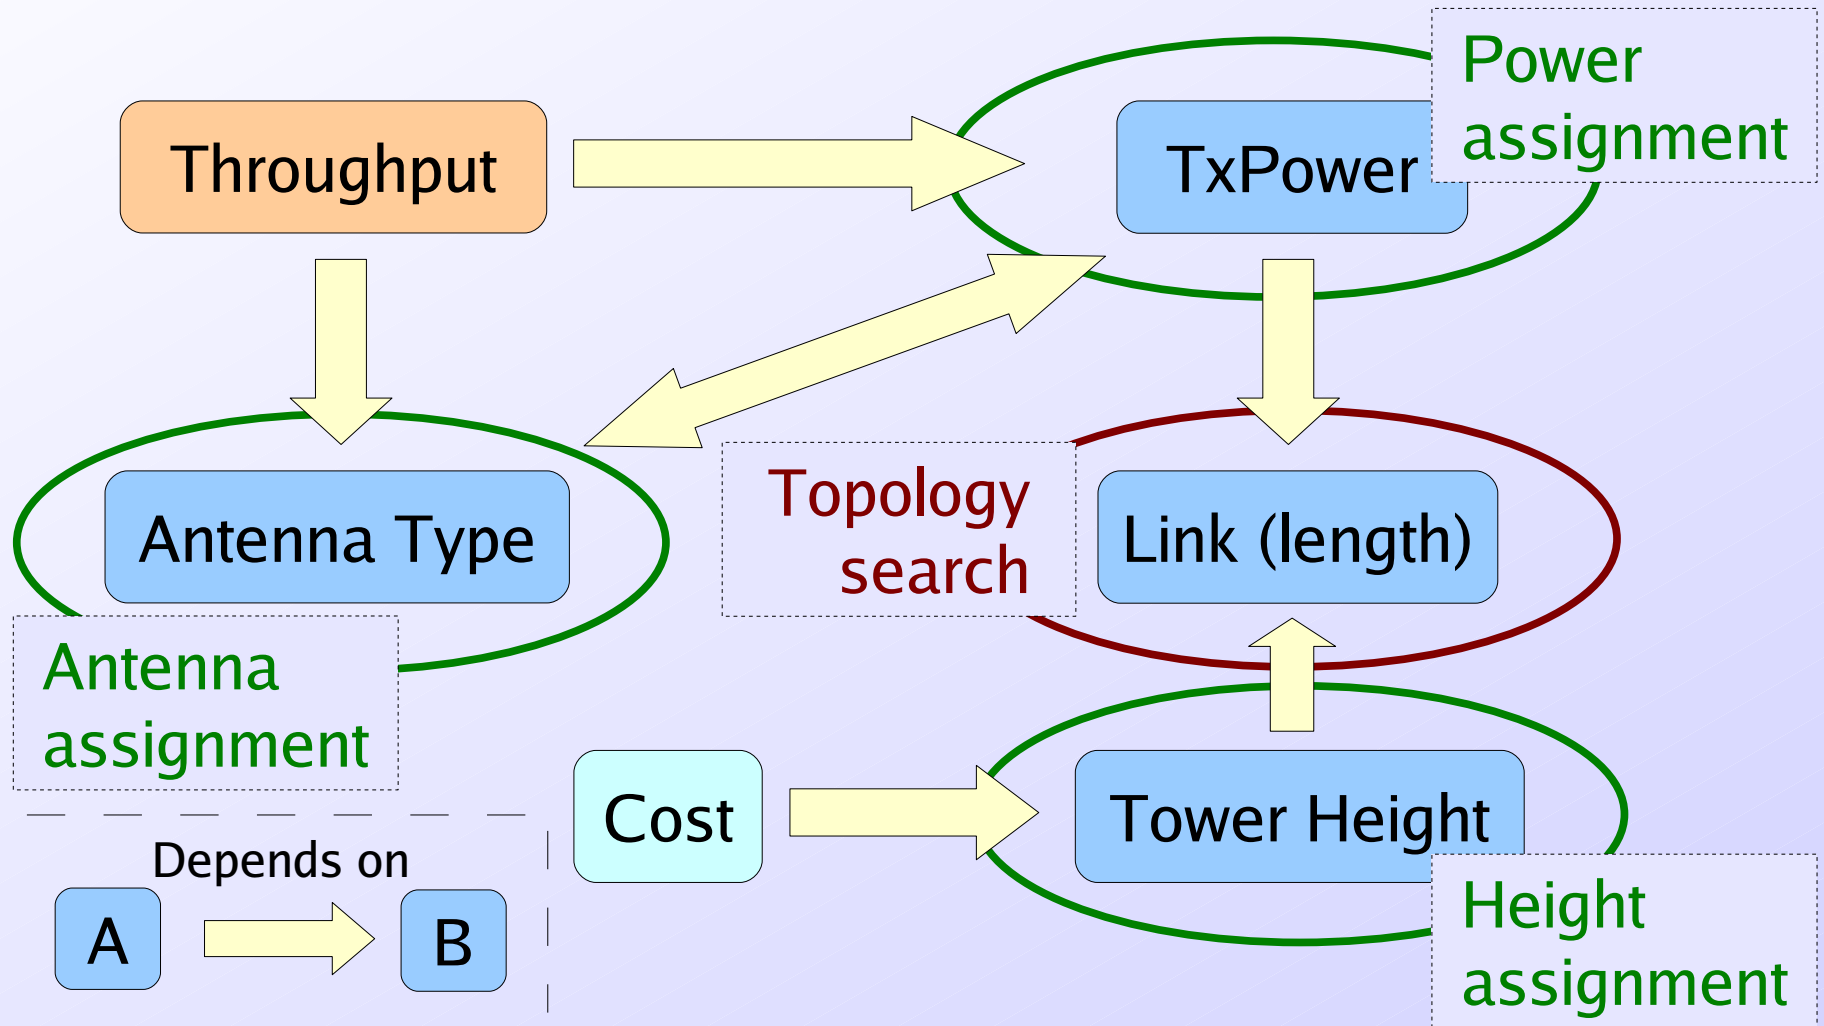 Power
assignment
Throughput
TxPower
Topology
search
Antenna Type
Link (length)
Antenna
assignment
Cost
Tower Height
Depends on
A
B
Height
assignment